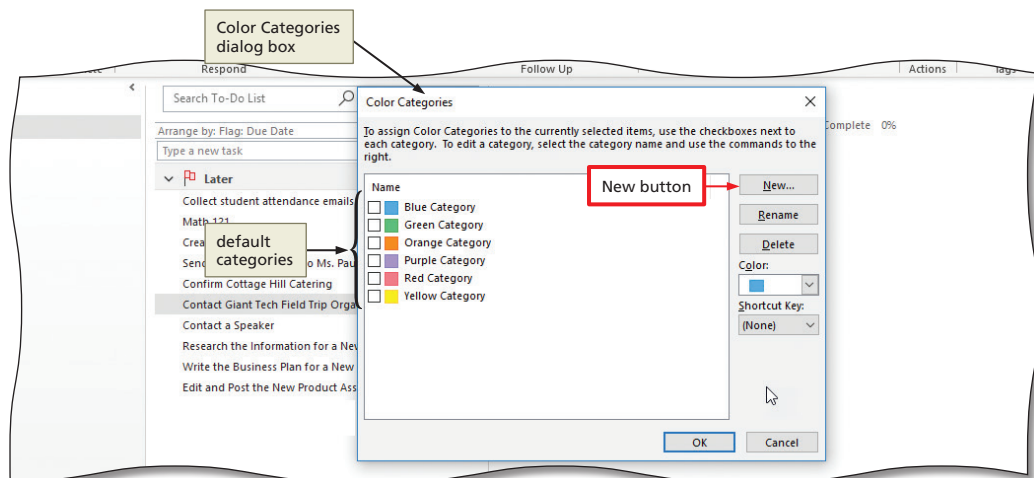 Color Categories
dialog box
Respond
Follow Up
Actions
Search To-Do List
Arrange by: Flag: Due Date
Type a new task
Later
Collect student attendance emails
Math 121
Confirm Cottage Hill Catering
Contact Giant Tech Field Trip Orga
Contact a Speaker
Research the Information for a Ne
Write the Business Plan for a New
Edit and Post the New Product Ass
default
categories
Color Categories
To assign Color Categories to the currently selected items, use the checkboxes next to
each category. To edit a category, select the category name and use the commands to the
right.
Name
Blue Category
Green Category
Orange Category
Purple Category
Red Category
Yellow Category
New button
New...
Rename
Delete
Color:
Shortcut Key:
(None)
OK
Cancel
Complete 0%